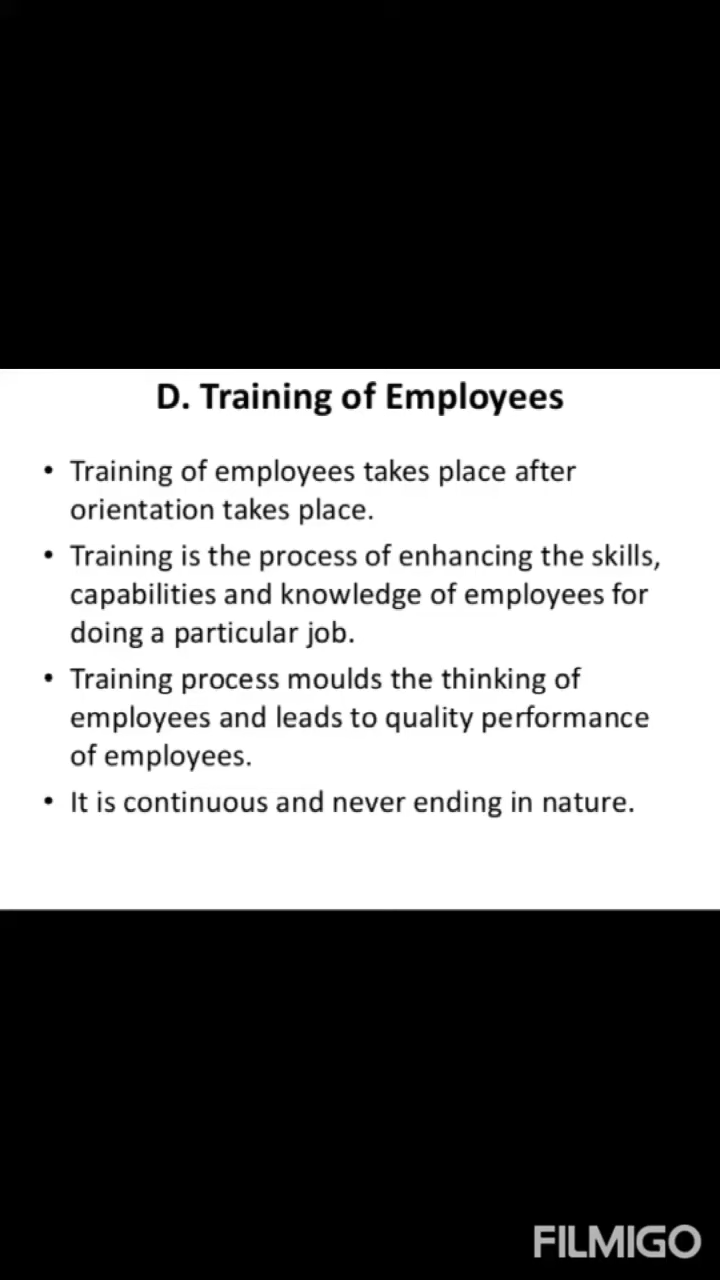 D. Training of Employees
• Training of employees takes place after
orientation takes place.
• Training is the process of enhancing the skills,
capabilities and knowledge of employees for
doing a particular job.
• Training process moulds the thinking of
employees and leads to quality performance
of employees.
• It is continuous and never ending in nature.
FILMIGO